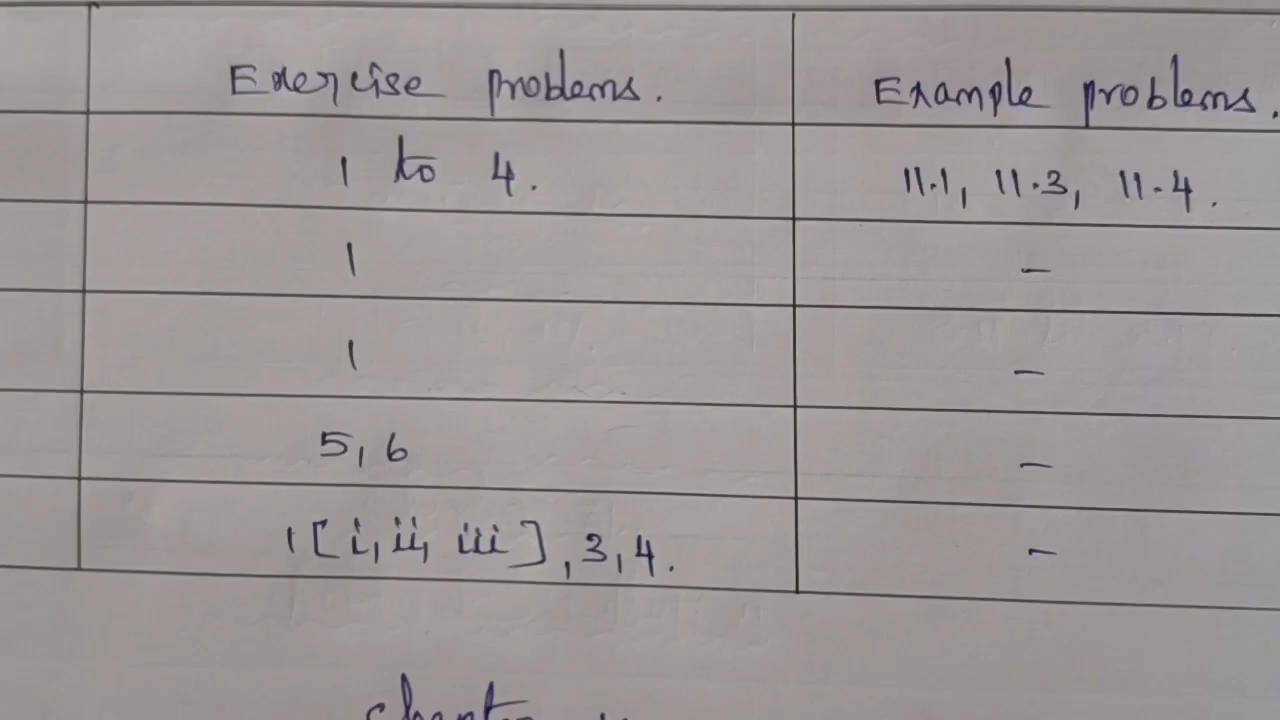 Exercise problems. Example problems.
1 to 4. 11.1, 11.3, 11.4.
1 -
1 -
5, 6 -
1 [i, ii, iii], 3, 4. -